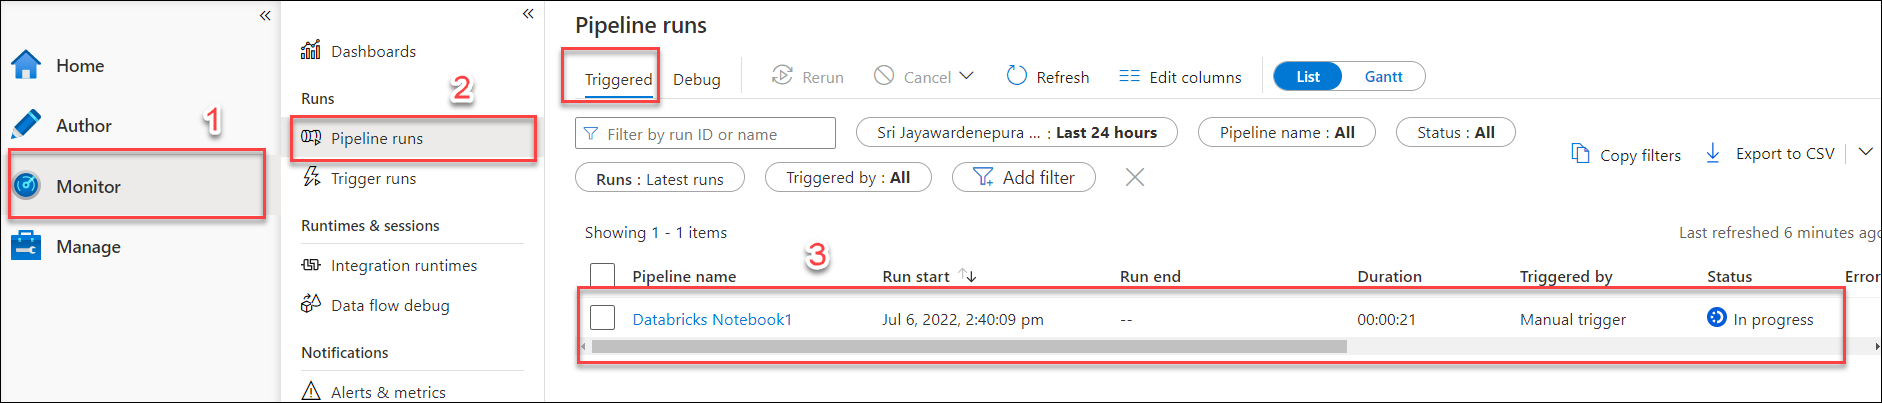 «
Home
Author
1
Monitor
Manage
«
Dashboards
Runs
2
Pipeline runs
Trigger runs
Runtimes & sessions
Integration runtimes
Data flow debug
Notifications
Alerts & metrics
Pipeline runs
Triggered Debug Rerun Cancel Refresh Edit columns List Gantt
Filter by run ID or name Sri Jayawardenepura ... : Last 24 hours Pipeline name : All Status : All
Copy filters Export to CSV
Runs : Latest runs Triggered by : All Add filter
Showing 1 - 1 items
Last refreshed 6 minutes ago
3
Pipeline name Run start Run end Duration Triggered by Status Error
Databricks Notebook1 Jul 6, 2022, 2:40:09 pm -- 00:00:21 Manual trigger In progress